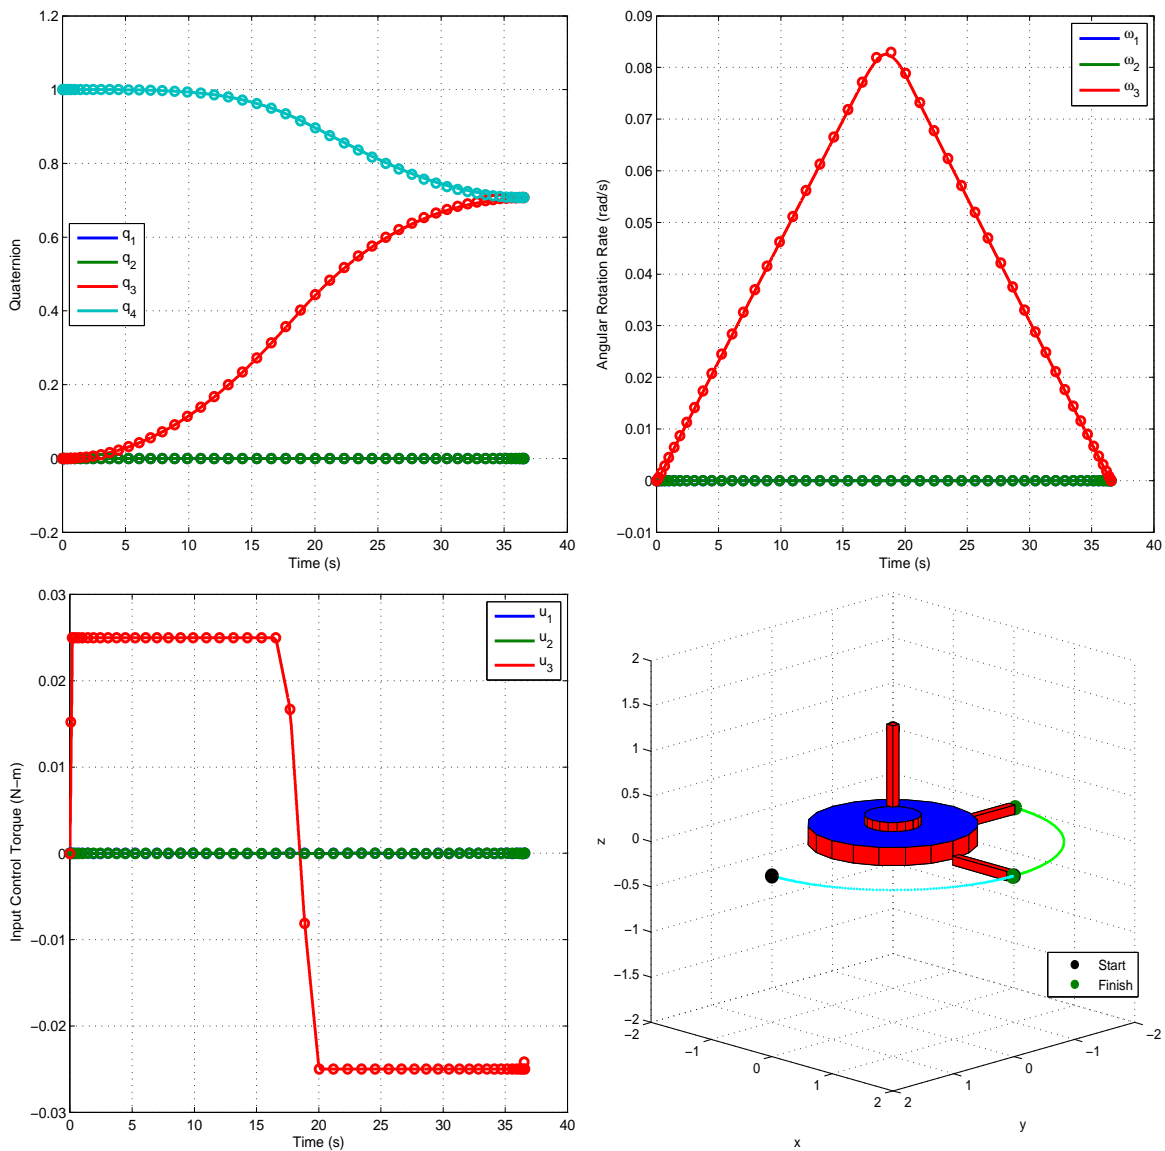 1.2
1
0.8
0.6
0.4
0.2
0
−0.2
Quaternion
q1
q2
q3
q4
0 5 10 15 20 25 30 35 40
Time (s)
0.09
0.08
0.07
0.06
0.05
0.04
0.03
0.02
0.01
0
−0.01
Angular Rotation Rate (rad/s)
ω1
ω2
ω3
0 5 10 15 20 25 30 35 40
Time (s)
0.03
0.02
0.01
0
−0.01
−0.02
−0.03
Input Control Torque (N−m)
u1
u2
u3
0 5 10 15 20 25 30 35 40
Time (s)
2
1.5
1
0.5
0
−0.5
−1
−1.5
−2
z
Start
Finish
−2
−1
0
1
2
x
2
1
0
−1
−2
y